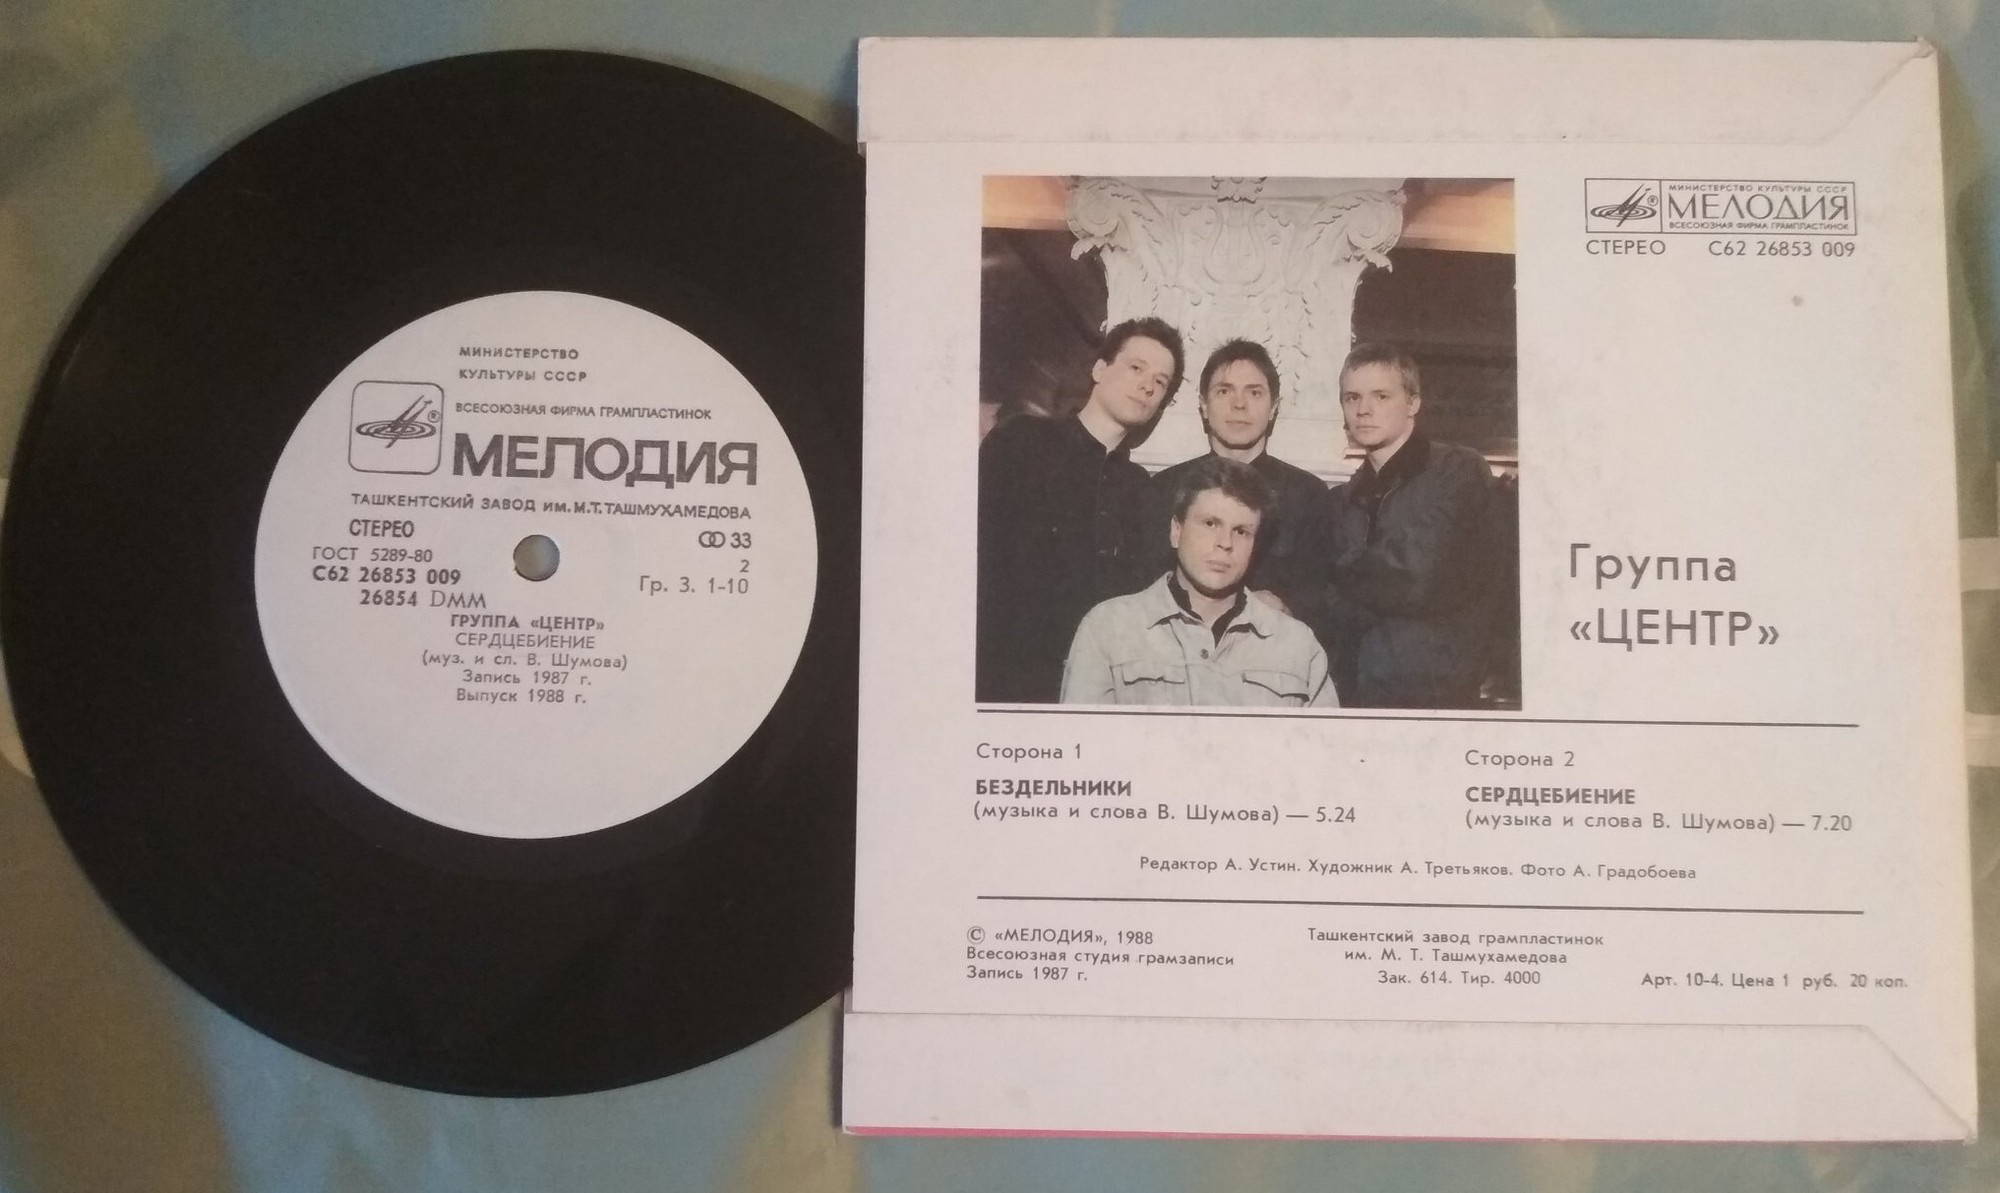 МИНИСТЕРСТВО
КУЛЬТУРЫ СССР
ВСЕСОЮЗНАЯ ФИРМА ГРАМПЛАСТИНОК
МЕЛОДИЯ
ТАШКЕНТСКИЙ ЗАВОД ИМ. М.Т. ТАШМУХАМЕДОВА
СТЕРЕО
33
ГОСТ 5289-80
2
С62 26853 009
Гр. 3. 1-10
26854 DMM
ГРУППА «ЦЕНТР»
СЕРДЦЕБИЕНИЕ
(муз. и сл. В. Шумова)
Запись 1987 г.
Выпуск 1988 г.
МИНИСТЕРСТВО КУЛЬТУРЫ СССР
МЕЛОДИЯ
ВСЕСОЮЗНАЯ ФИРМА ГРАМПЛАСТИНОК
СТЕРЕО С62 26853 009
Группа
«ЦЕНТР»
Сторона 1
БЕЗДЕЛЬНИКИ
(музыка и слова В. Шумова) — 5.24
Сторона 2
СЕРДЦЕБИЕНИЕ
(музыка и слова В. Шумова) — 7.20
Редактор А. Устин. Художник А. Третьяков. Фото А. Градобоева
© «МЕЛОДИЯ», 1988
Всесоюзная студия грамзаписи
Запись 1987 г.
Ташкентский завод грампластинок
им. М. Т. Ташмухамедова
Зак. 614. Тир. 4000
Арт. 10-4. Цена 1 руб. 20 коп.